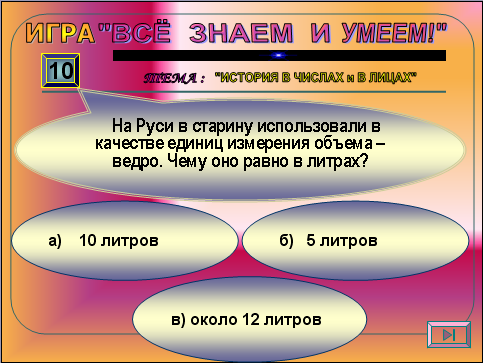 ИГРА "ВСЁ ЗНАЕМ И УМЕЕМ!"
10
ТЕМА : "ИСТОРИЯ В ЧИСЛАХ и В ЛИЦАХ"
На Руси в старину использовали в
качестве единиц измерения объема –
ведро. Чему оно равно в литрах?
а) 10 литров
б) 5 литров
в) около 12 литров